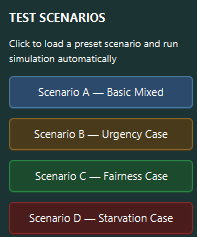 TEST SCENARIOS
Click to load a preset scenario and run
simulation automatically
Scenario A — Basic Mixed
Scenario B — Urgency Case
Scenario C — Fairness Case
Scenario D — Starvation Case